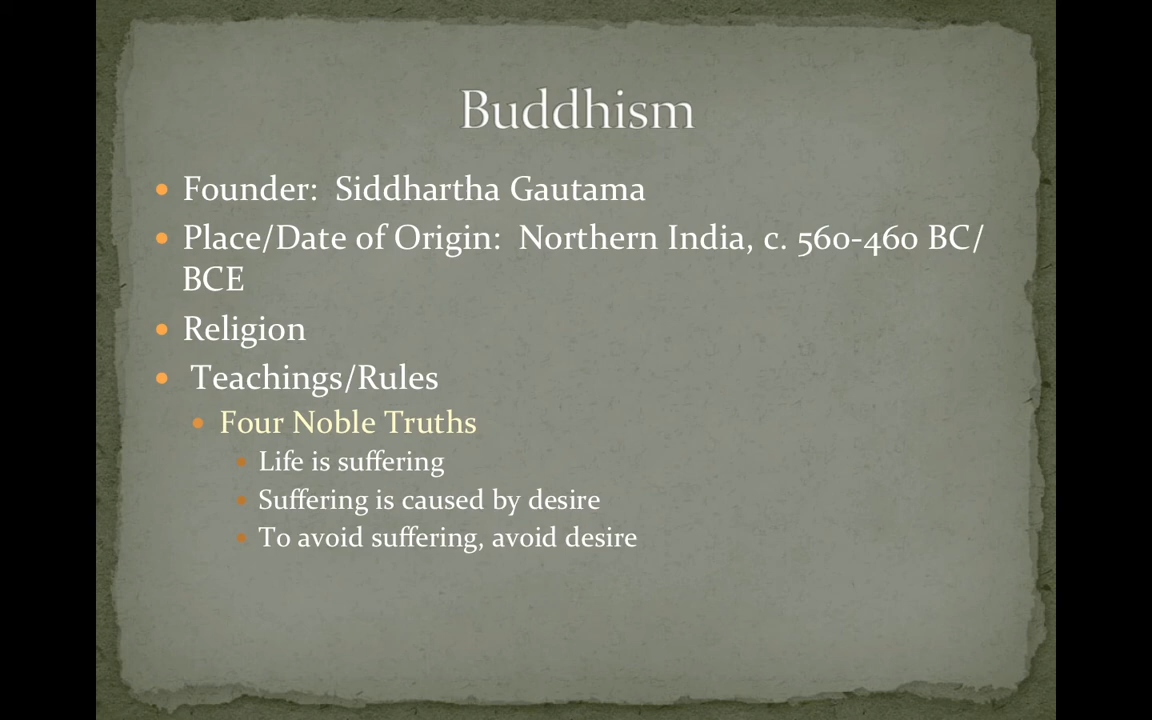 Buddhism
• Founder:  Siddhartha Gautama
• Place/Date of Origin:  Northern India, c. 560-460 BC/
BCE
• Religion
• Teachings/Rules
• Four Noble Truths
• Life is suffering
• Suffering is caused by desire
• To avoid suffering, avoid desire